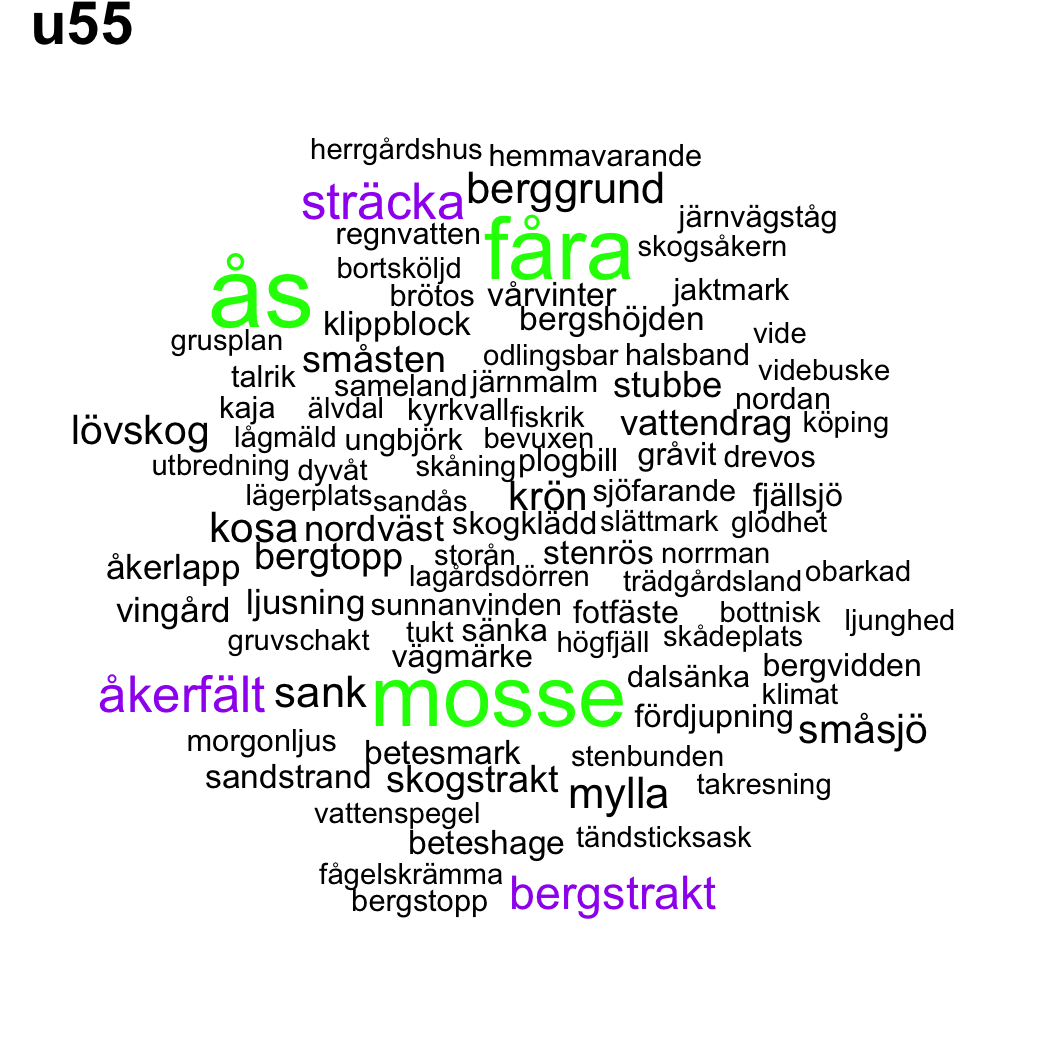 u55
herrgårdshus hemmavarande
sträcka berggrund
järnvägståg
regnvatten fåra skogsåkern
ås bortsköljd
brötos vårvinter jaktmark
klippblock bergshöjden
grusplan vide
småsten odlingsbar halsband
talrik sameland järnmalm stubbe videbuske
kaja älvdal kyrkvall fiskrik nordan
lövskog lågmäld ungbjörk bevuxen vattendrag köping
utbredning dyvåt skåning plogbill gråvit drevos
lägerplats sandås krön sjöfarande fjällsjö
kosa nordväst skogklädd slättmark glödhet
åkerlapp bergtopp storån stenrös norrman
lagårdsdörren trädgårdsland obarkad
vingård ljusning sunnanvinden fotfäste bottnisk ljunghed
gruvschakt tukt sänka högfjäll skådeplats
vägmärke bergvidden
åkerfält sank mosse dalsänka klimat
fördjupning småsjö
morgonljus betesmark stenbunden
sandstrand skogstrakt mylla takresning
vattenspegel
beteshage tändsticksask
fågelskrämma
bergstopp bergstrakt